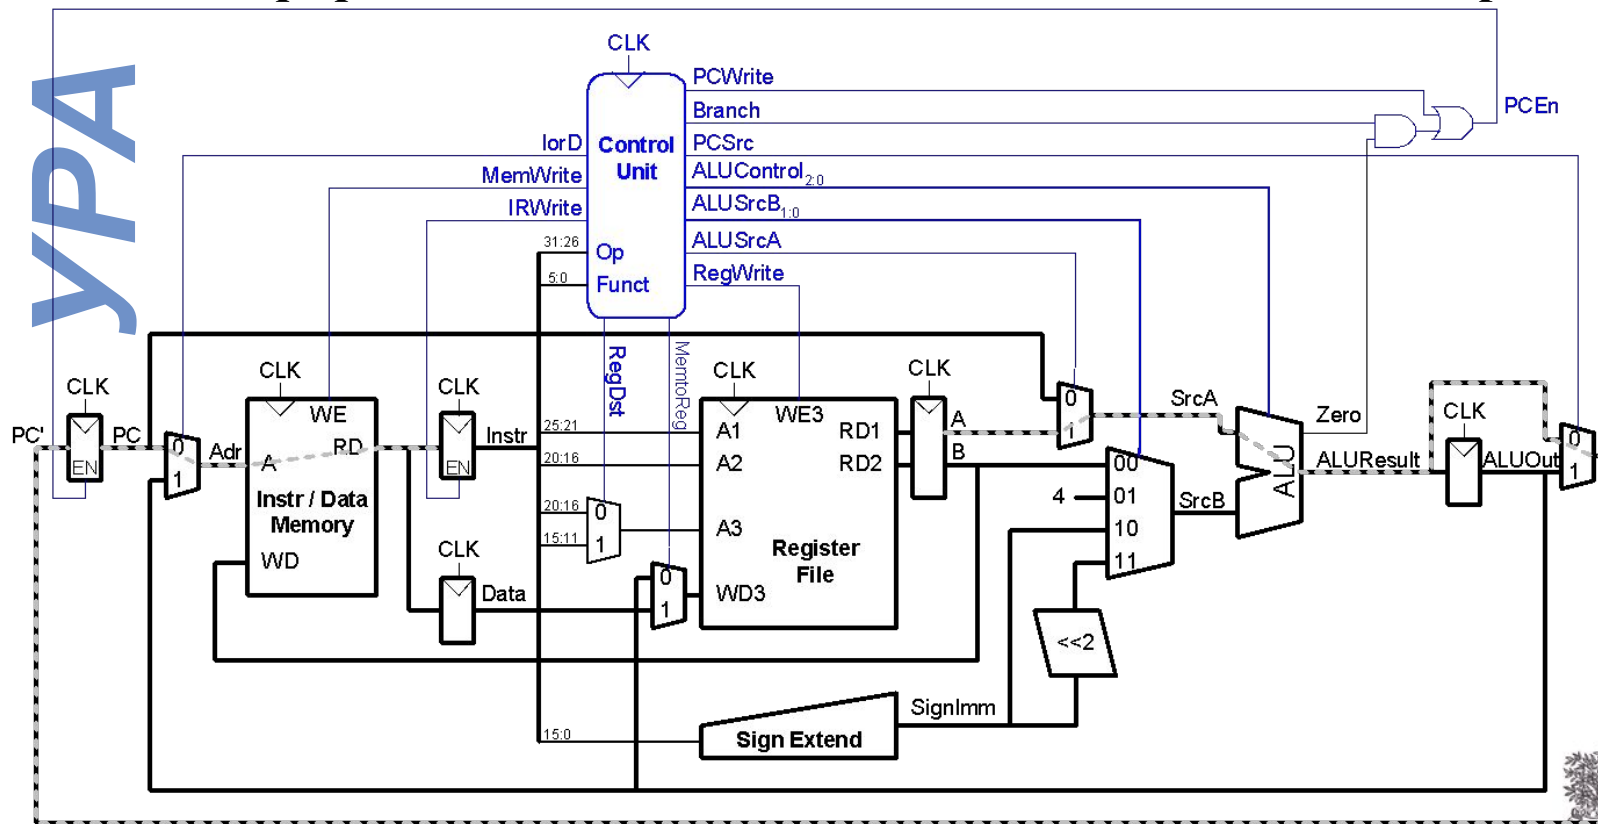 УРА
CLK
PCWrite
Branch
PCEn
IorD
Control
Unit
PCSrc
MemWrite
ALUControl2:0
IRWrite
ALUSrcB1:0
31:26
Op
ALUSrcA
5:0
Funct
RegWrite
RegDst
MemtoReg
CLK
CLK
CLK
CLK
CLK
CLK
PC'
EN
PC
0
1
Adr
A
RD
WE
Instr / Data
Memory
WD
EN
Instr
CLK
Data
25:21
20:16
20:16
15:11
0
1
0
1
A1
A2
A3
WD3
WE3
RD1
RD2
Register
File
A
B
0
1
SrcA
00
01
10
11
4
SrcB
<<2
ALU
Zero
ALUResult
ALUOut
0
1
15:0
Sign Extend
SignImm